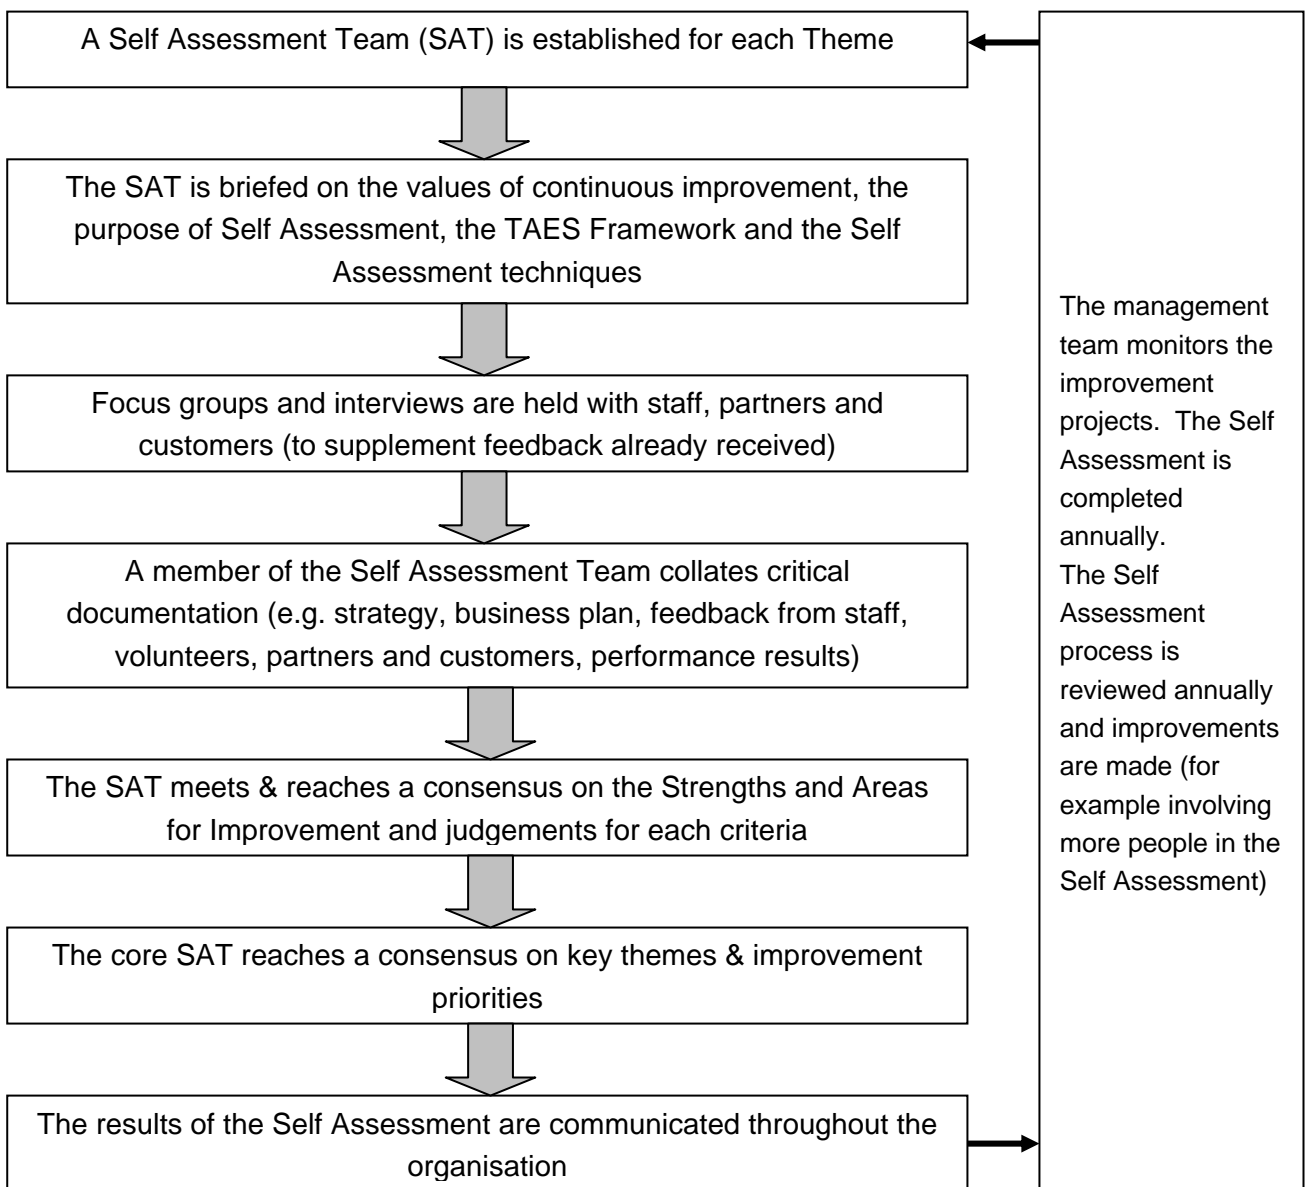 A Self Assessment Team (SAT) is established for each Theme
The SAT is briefed on the values of continuous improvement, the
purpose of Self Assessment, the TAES Framework and the Self
Assessment techniques
Focus groups and interviews are held with staff, partners and
customers (to supplement feedback already received)
A member of the Self Assessment Team collates critical
documentation (e.g. strategy, business plan, feedback from staff,
volunteers, partners and customers, performance results)
The SAT meets & reaches a consensus on the Strengths and Areas
for Improvement and judgements for each criteria
The core SAT reaches a consensus on key themes & improvement
priorities
The results of the Self Assessment are communicated throughout the
organisation
The management
team monitors the
improvement
projects.  The Self
Assessment is
completed
annually.
The Self
Assessment
process is
reviewed annually
and improvements
are made (for
example involving
more people in the
Self Assessment)